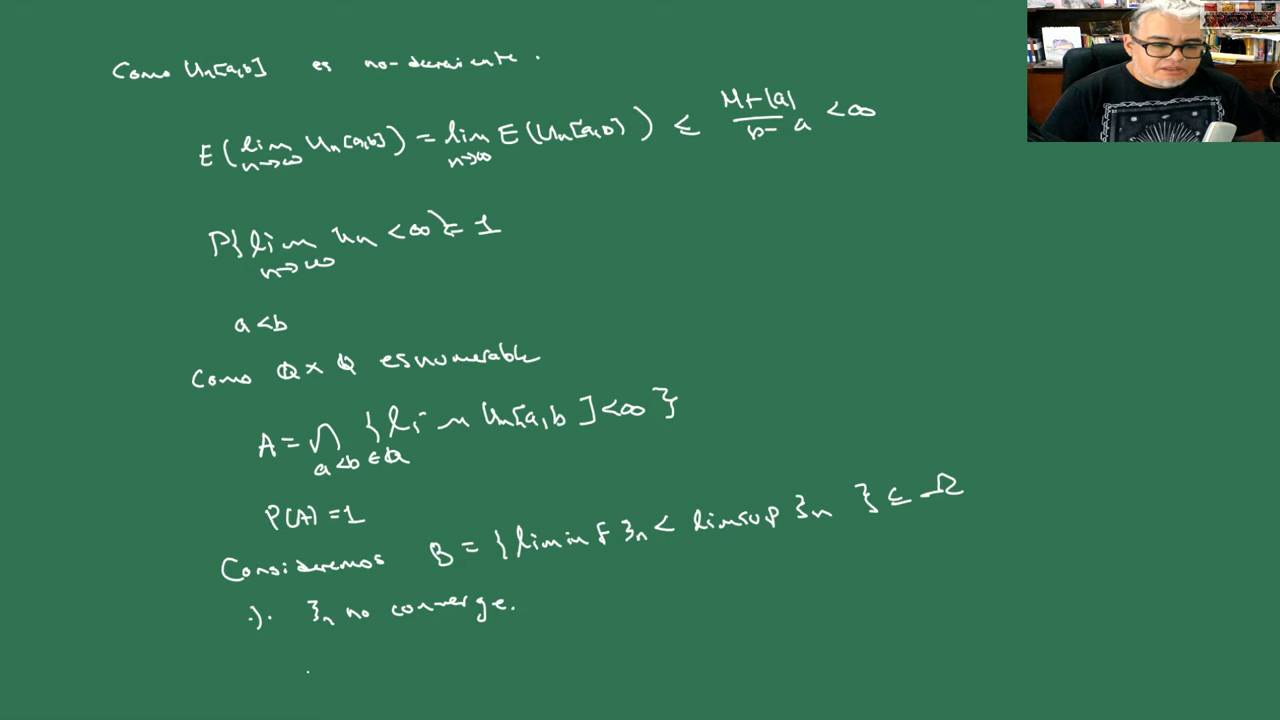 Como Un[a,b] es no-decreciente.
E(lim n→∞ Un[a,b]) = lim n→∞ E(Un[a,b]) ≤ M+|a| / b-a < ∞
P{lim n→∞ Un < ∞} = 1
a<b
Como Q×Q es numerable
A = ∩ a<b∈Q {lim Un[a,b] < ∞}
P(A) = 1
Consideremos B = {liminf ξn < limsup ξn} ⊆ Ω
·). ξn no converge.